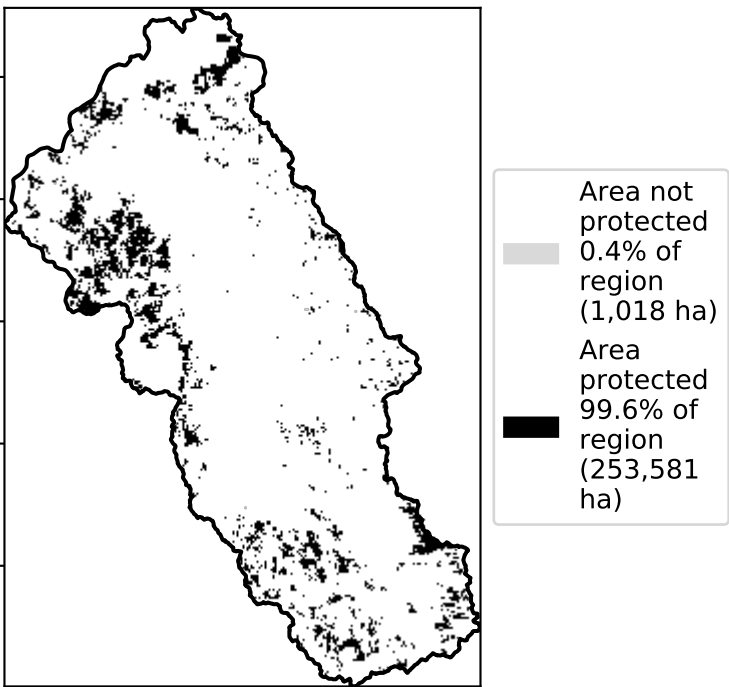 Area not
protected
0.4% of
region
(1,018 ha)
Area
protected
99.6% of
region
(253,581
ha)